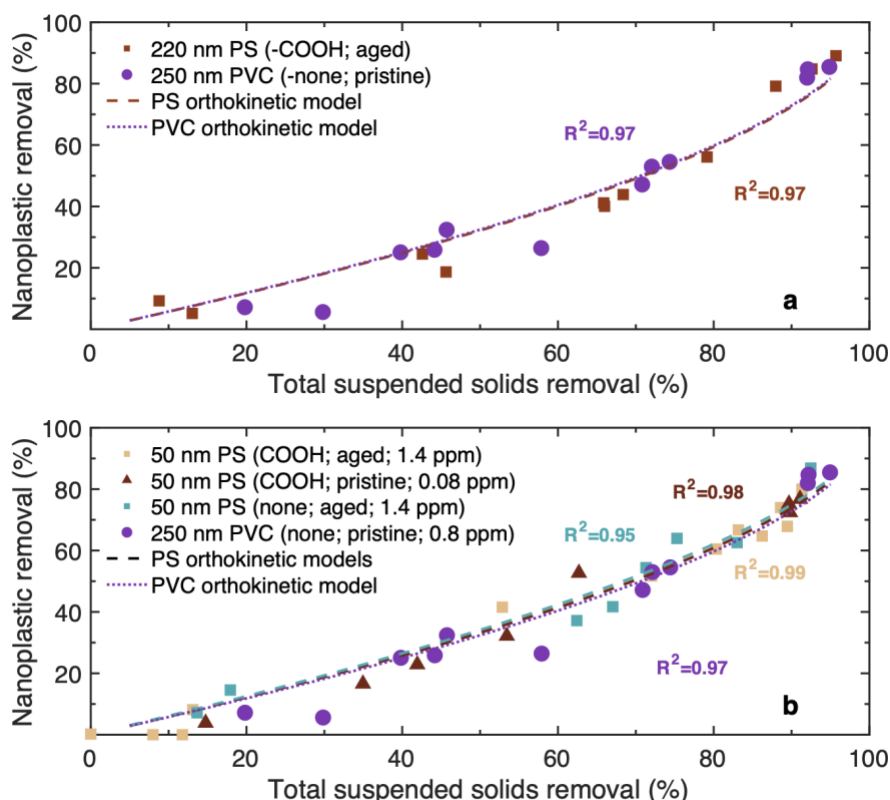 100
80
60
40
20
Nanoplastic removal (%)
220 nm PS (-COOH; aged)
250 nm PVC (-none; pristine)
PS orthokinetic model
PVC orthokinetic model
R²=0.97
R²=0.97
a
0 20 40 60 80 100
Total suspended solids removal (%)
100
80
60
40
20
Nanoplastic removal (%)
50 nm PS (COOH; aged; 1.4 ppm)
50 nm PS (COOH; pristine; 0.08 ppm)
50 nm PS (none; aged; 1.4 ppm)
250 nm PVC (none; pristine; 0.8 ppm)
PS orthokinetic models
PVC orthokinetic model
R²=0.98
R²=0.95
R²=0.99
R²=0.97
b
0 20 40 60 80 100
Total suspended solids removal (%)